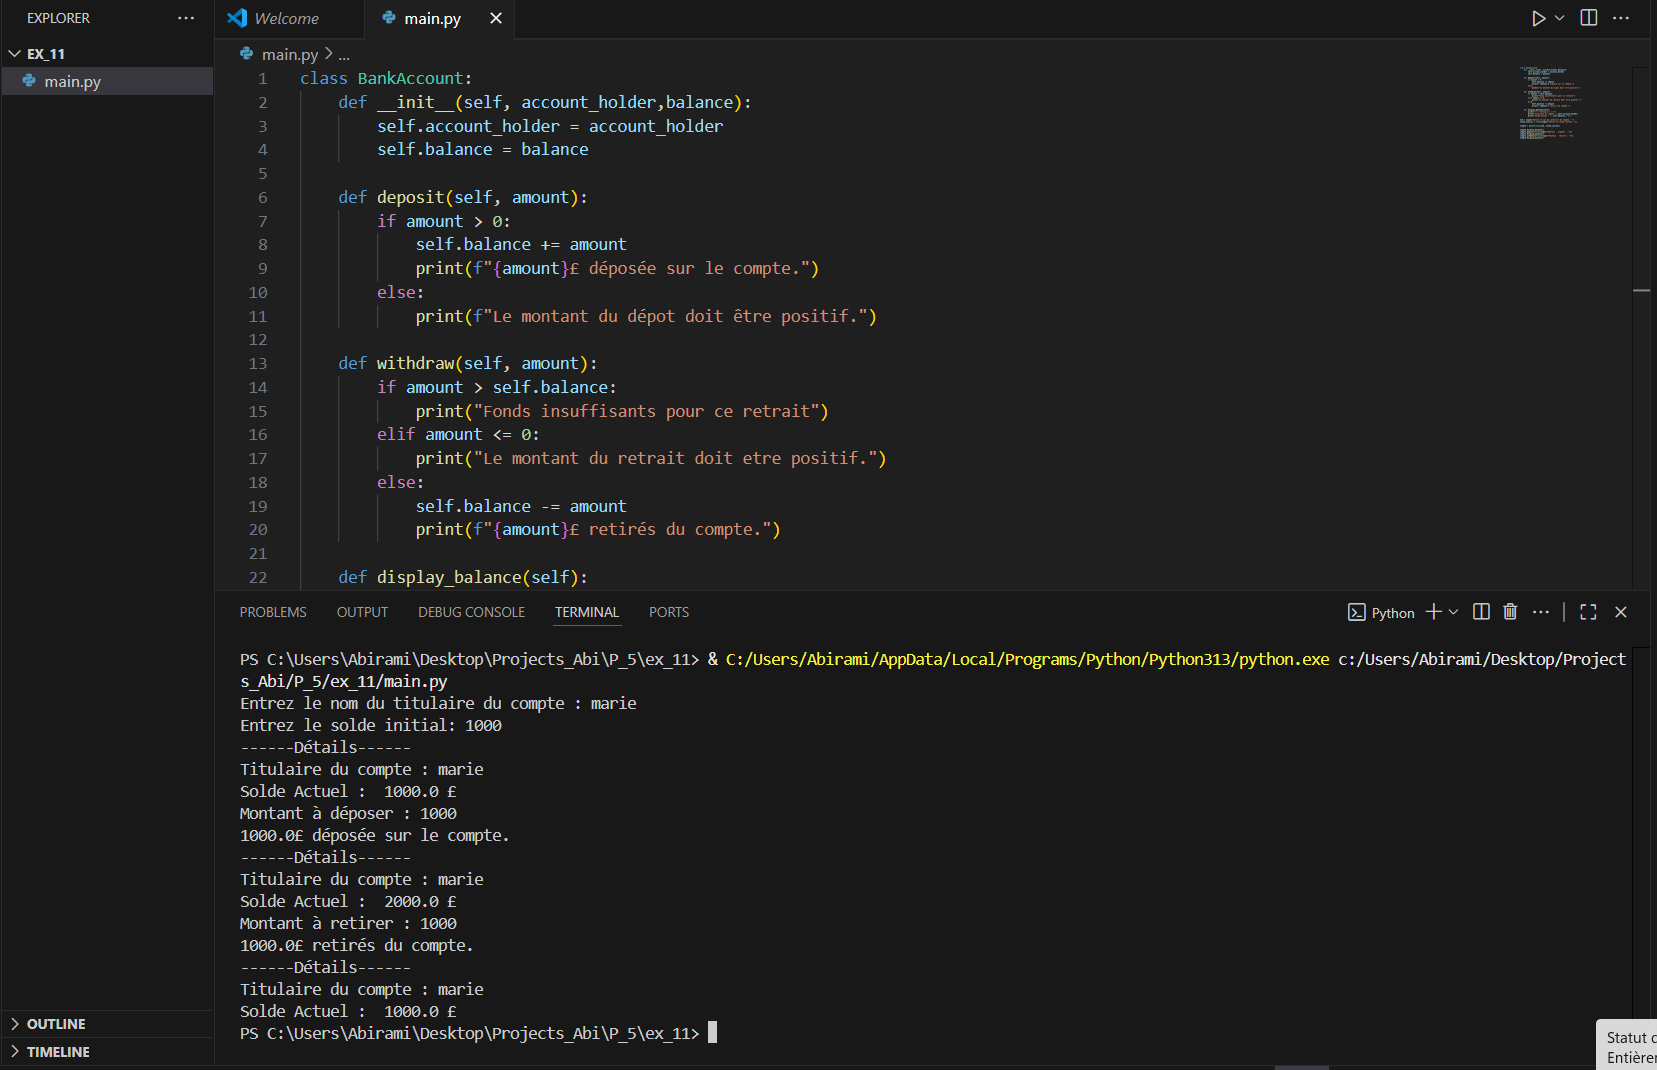 EXPLORER
EX_11
main.py
OUTLINE
TIMELINE
Welcome
main.py
main.py > ...
1 class BankAccount:
2     def __init__(self, account_holder,balance):
3         self.account_holder = account_holder
4         self.balance = balance
5
6     def deposit(self, amount):
7         if amount > 0:
8             self.balance += amount
9             print(f"{amount}£ déposée sur le compte.")
10         else:
11             print(f"Le montant du dépot doit être positif.")
12
13     def withdraw(self, amount):
14         if amount > self.balance:
15             print("Fonds insuffisants pour ce retrait")
16         elif amount <= 0:
17             print("Le montant du retrait doit etre positif.")
18         else:
19             self.balance -= amount
20             print(f"{amount}£ retirés du compte.")
21
22     def display_balance(self):
PROBLEMS OUTPUT DEBUG CONSOLE TERMINAL PORTS
Python
PS C:\Users\Abirami\Desktop\Projects_Abi\P_5\ex_11> & C:/Users/Abirami/AppData/Local/Programs/Python/Python313/python.exe c:/Users/Abirami/Desktop/Project
s_Abi/P_5/ex_11/main.py
Entrez le nom du titulaire du compte : marie
Entrez le solde initial: 1000
------Détails------
Titulaire du compte : marie
Solde Actuel :  1000.0 £
Montant à déposer : 1000
1000.0£ déposée sur le compte.
------Détails------
Titulaire du compte : marie
Solde Actuel :  2000.0 £
Montant à retirer : 1000
1000.0£ retirés du compte.
------Détails------
Titulaire du compte : marie
Solde Actuel :  1000.0 £
PS C:\Users\Abirami\Desktop\Projects_Abi\P_5\ex_11>
Statut